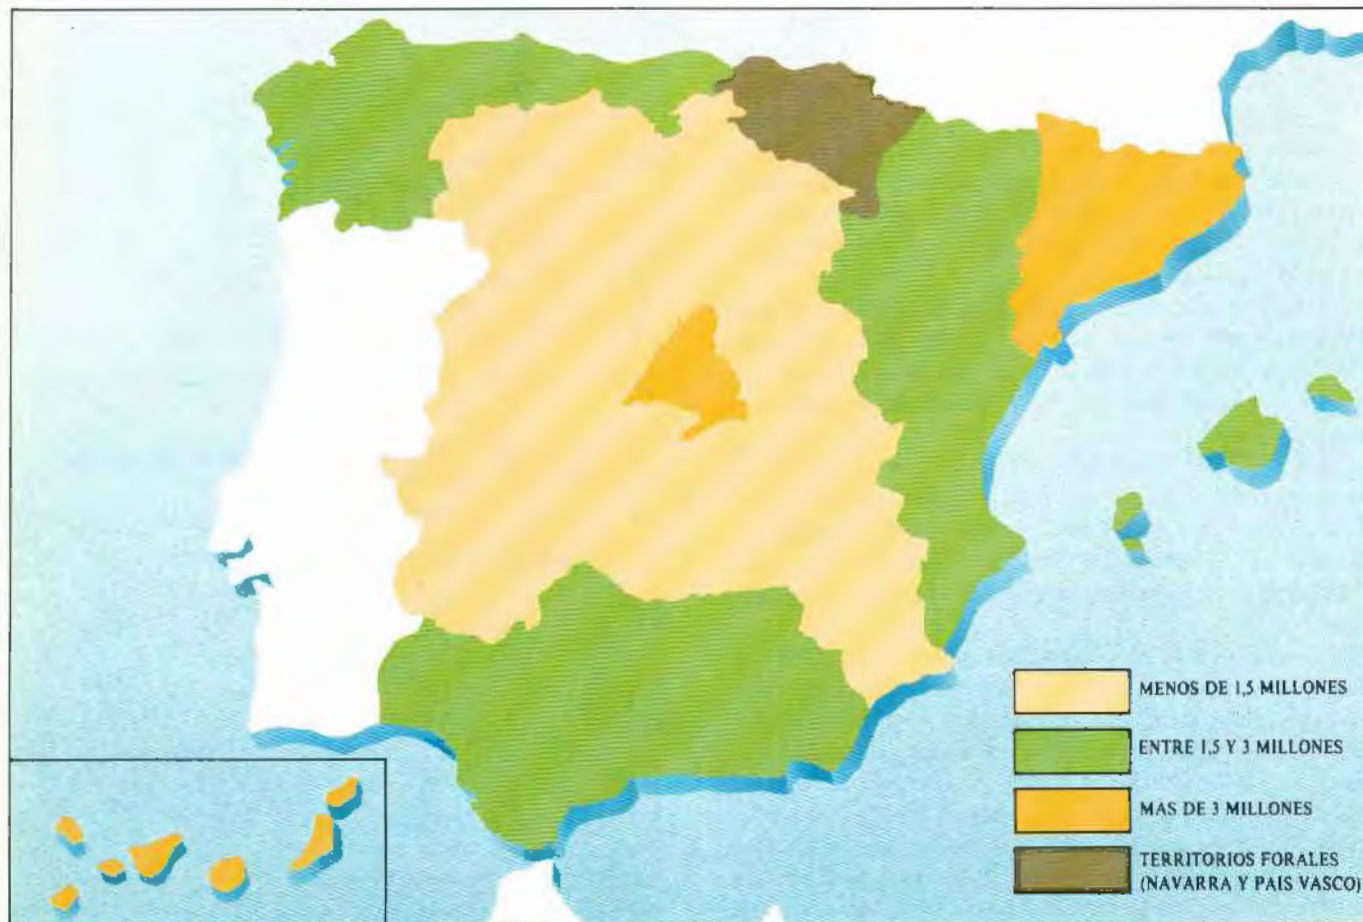 MENOS DE 1,5 MILLONES
ENTRE 1,5 Y 3 MILLONES
MAS DE 3 MILLONES
TERRITORIOS FORALES
(NAVARRA Y PAIS VASCO)